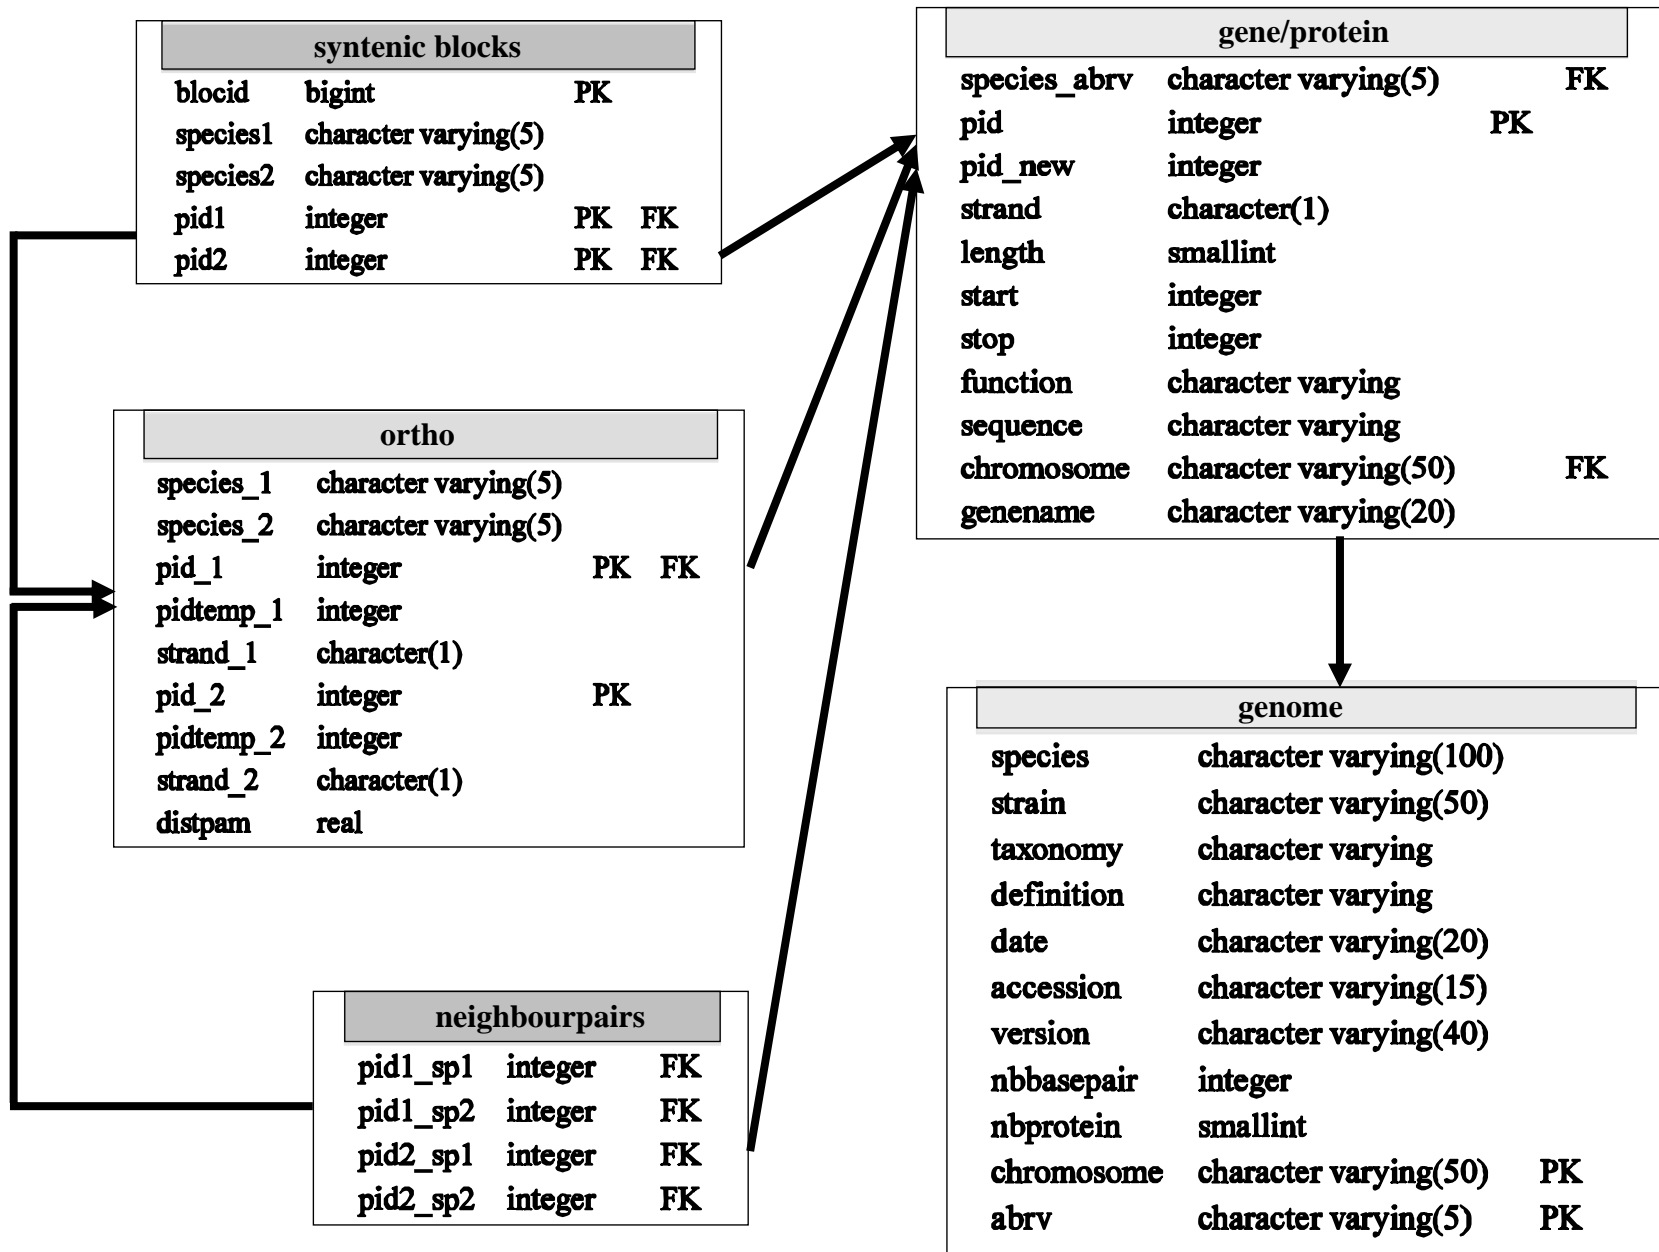 syntenic blocks
blocid bigint PK
species1 character varying(5)
species2 character varying(5)
pid1 integer PK FK
pid2 integer PK FK
ortho
species_1 character varying(5)
species_2 character varying(5)
pid_1 integer PK FK
pidtemp_1 integer
strand_1 character(1)
pid_2 integer PK
pidtemp_2 integer
strand_2 character(1)
distpam real
neighbourpairs
pid1_sp1 integer FK
pid1_sp2 integer FK
pid2_sp1 integer FK
pid2_sp2 integer FK
gene/protein
species_abrv character varying(5) FK
pid integer PK
pid_new integer
strand character(1)
length smallint
start integer
stop integer
function character varying
sequence character varying
chromosome character varying(50) FK
genename character varying(20)
genome
species character varying(100)
strain character varying(50)
taxonomy character varying
definition character varying
date character varying(20)
accession character varying(15)
version character varying(40)
nbbasepair integer
nbprotein smallint
chromosome character varying(50) PK
abrv character varying(5) PK